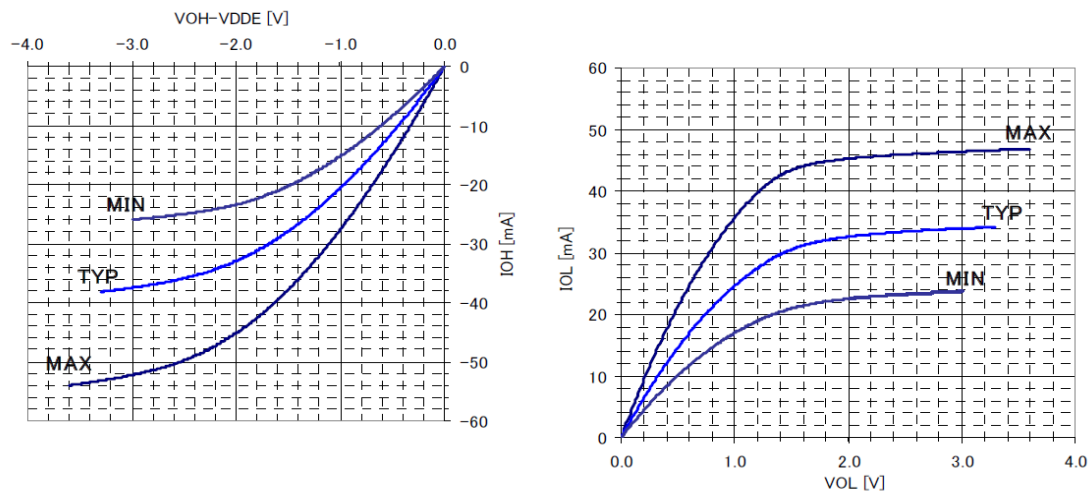 VOH-VDDE [V]
-4.0 -3.0 -2.0 -1.0 0.0
0
-10
-20
-30
-40
-50
-60
IOH [mA]
MIN
TYP
MAX
60
50
40
30
20
10
0
IOL [mA]
MAX
TYP
MIN
0.0 1.0 2.0 3.0 4.0
VOL [V]